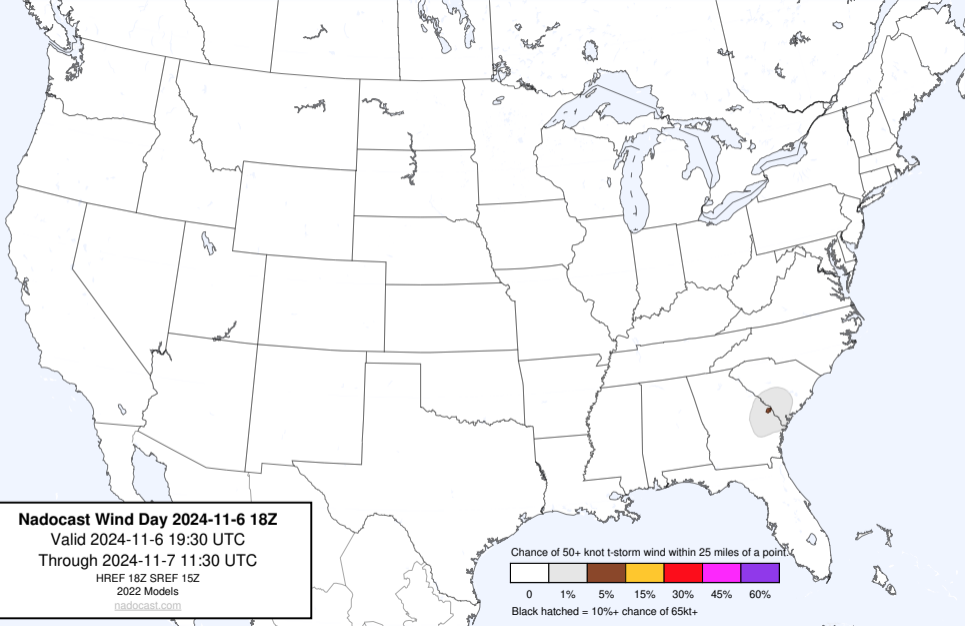 Nadocast Wind Day 2024-11-6 18Z
Valid 2024-11-6 19:30 UTC
Through 2024-11-7 11:30 UTC
HREF 18Z SREF 15Z
2022 Models
nadocast.com
Chance of 50+ knot t-storm wind within 25 miles of a point.
0 1% 5% 15% 30% 45% 60%
Black hatched = 10%+ chance of 65kt+